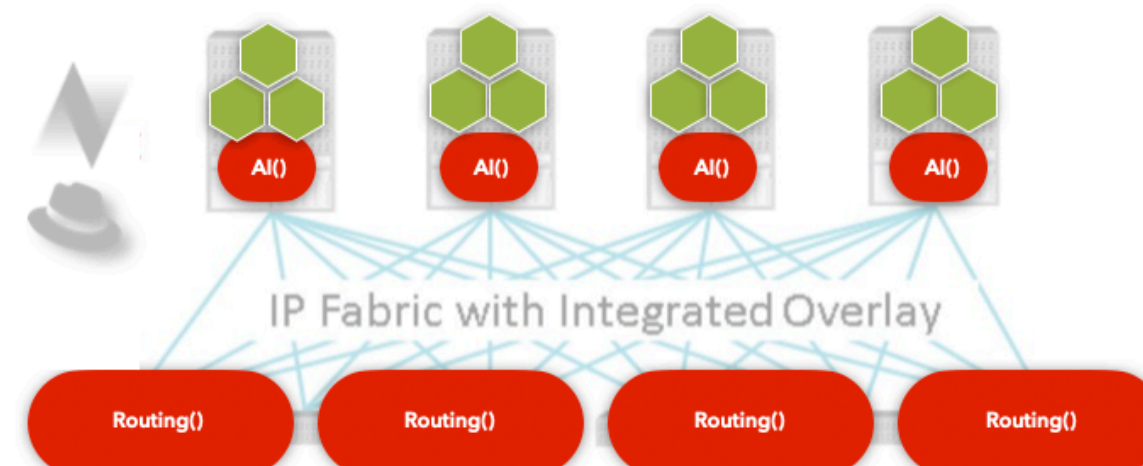 AI()
AI()
AI()
AI()
IP Fabric with Integrated Overlay
Routing()
Routing()
Routing()
Routing()